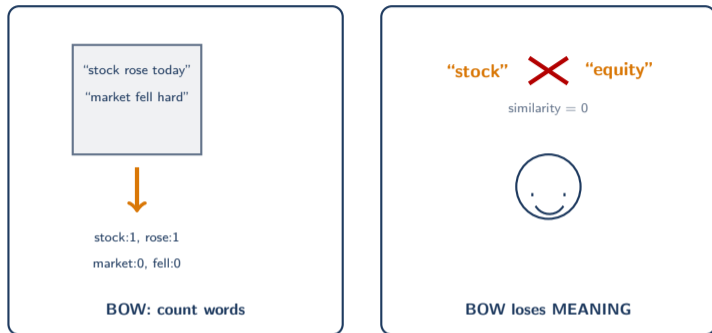 “stock rose today”
“market fell hard”
stock:1, rose:1
market:0, fell:0
BOW: count words
“stock” “equity”
similarity = 0
BOW loses MEANING